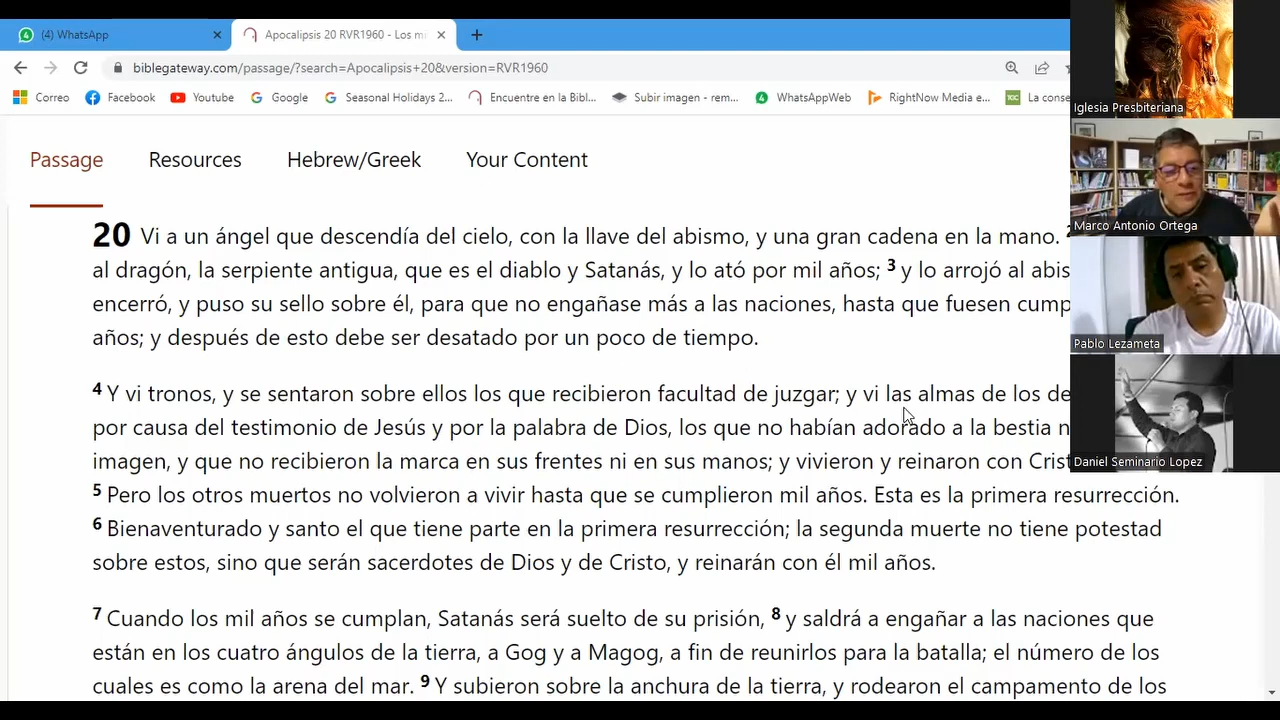 (4) WhatsApp
Apocalipsis 20 RVR1960 - Los m
biblegateway.com/passage/?search=Apocalipsis+20&version=RVR1960
Correo Facebook Youtube Google Seasonal Holidays 2... Encuentre en la Bibl... Subir imagen - rem... WhatsAppWeb RightNow Media e... La conse
Passage Resources Hebrew/Greek Your Content
20 Vi a un ángel que descendía del cielo, con la llave del abismo, y una gran cadena en la mano.
al dragón, la serpiente antigua, que es el diablo y Satanás, y lo ató por mil años; 3 y lo arrojó al abis
encerró, y puso su sello sobre él, para que no engañase más a las naciones, hasta que fuesen cump
años; y después de esto debe ser desatado por un poco de tiempo.
4 Y vi tronos, y se sentaron sobre ellos los que recibieron facultad de juzgar; y vi las almas de los de
por causa del testimonio de Jesús y por la palabra de Dios, los que no habían adorado a la bestia n
imagen, y que no recibieron la marca en sus frentes ni en sus manos; y vivieron y reinaron con Crist
5 Pero los otros muertos no volvieron a vivir hasta que se cumplieron mil años. Esta es la primera resurrección.
6 Bienaventurado y santo el que tiene parte en la primera resurrección; la segunda muerte no tiene potestad
sobre estos, sino que serán sacerdotes de Dios y de Cristo, y reinarán con él mil años.
7 Cuando los mil años se cumplan, Satanás será suelto de su prisión, 8 y saldrá a engañar a las naciones que
están en los cuatro ángulos de la tierra, a Gog y a Magog, a fin de reunirlos para la batalla; el número de los
cuales es como la arena del mar. 9 Y subieron sobre la anchura de la tierra, y rodearon el campamento de los
Iglesia Presbiteriana
Marco Antonio Ortega
Pablo Lezameta
Daniel Seminario Lopez